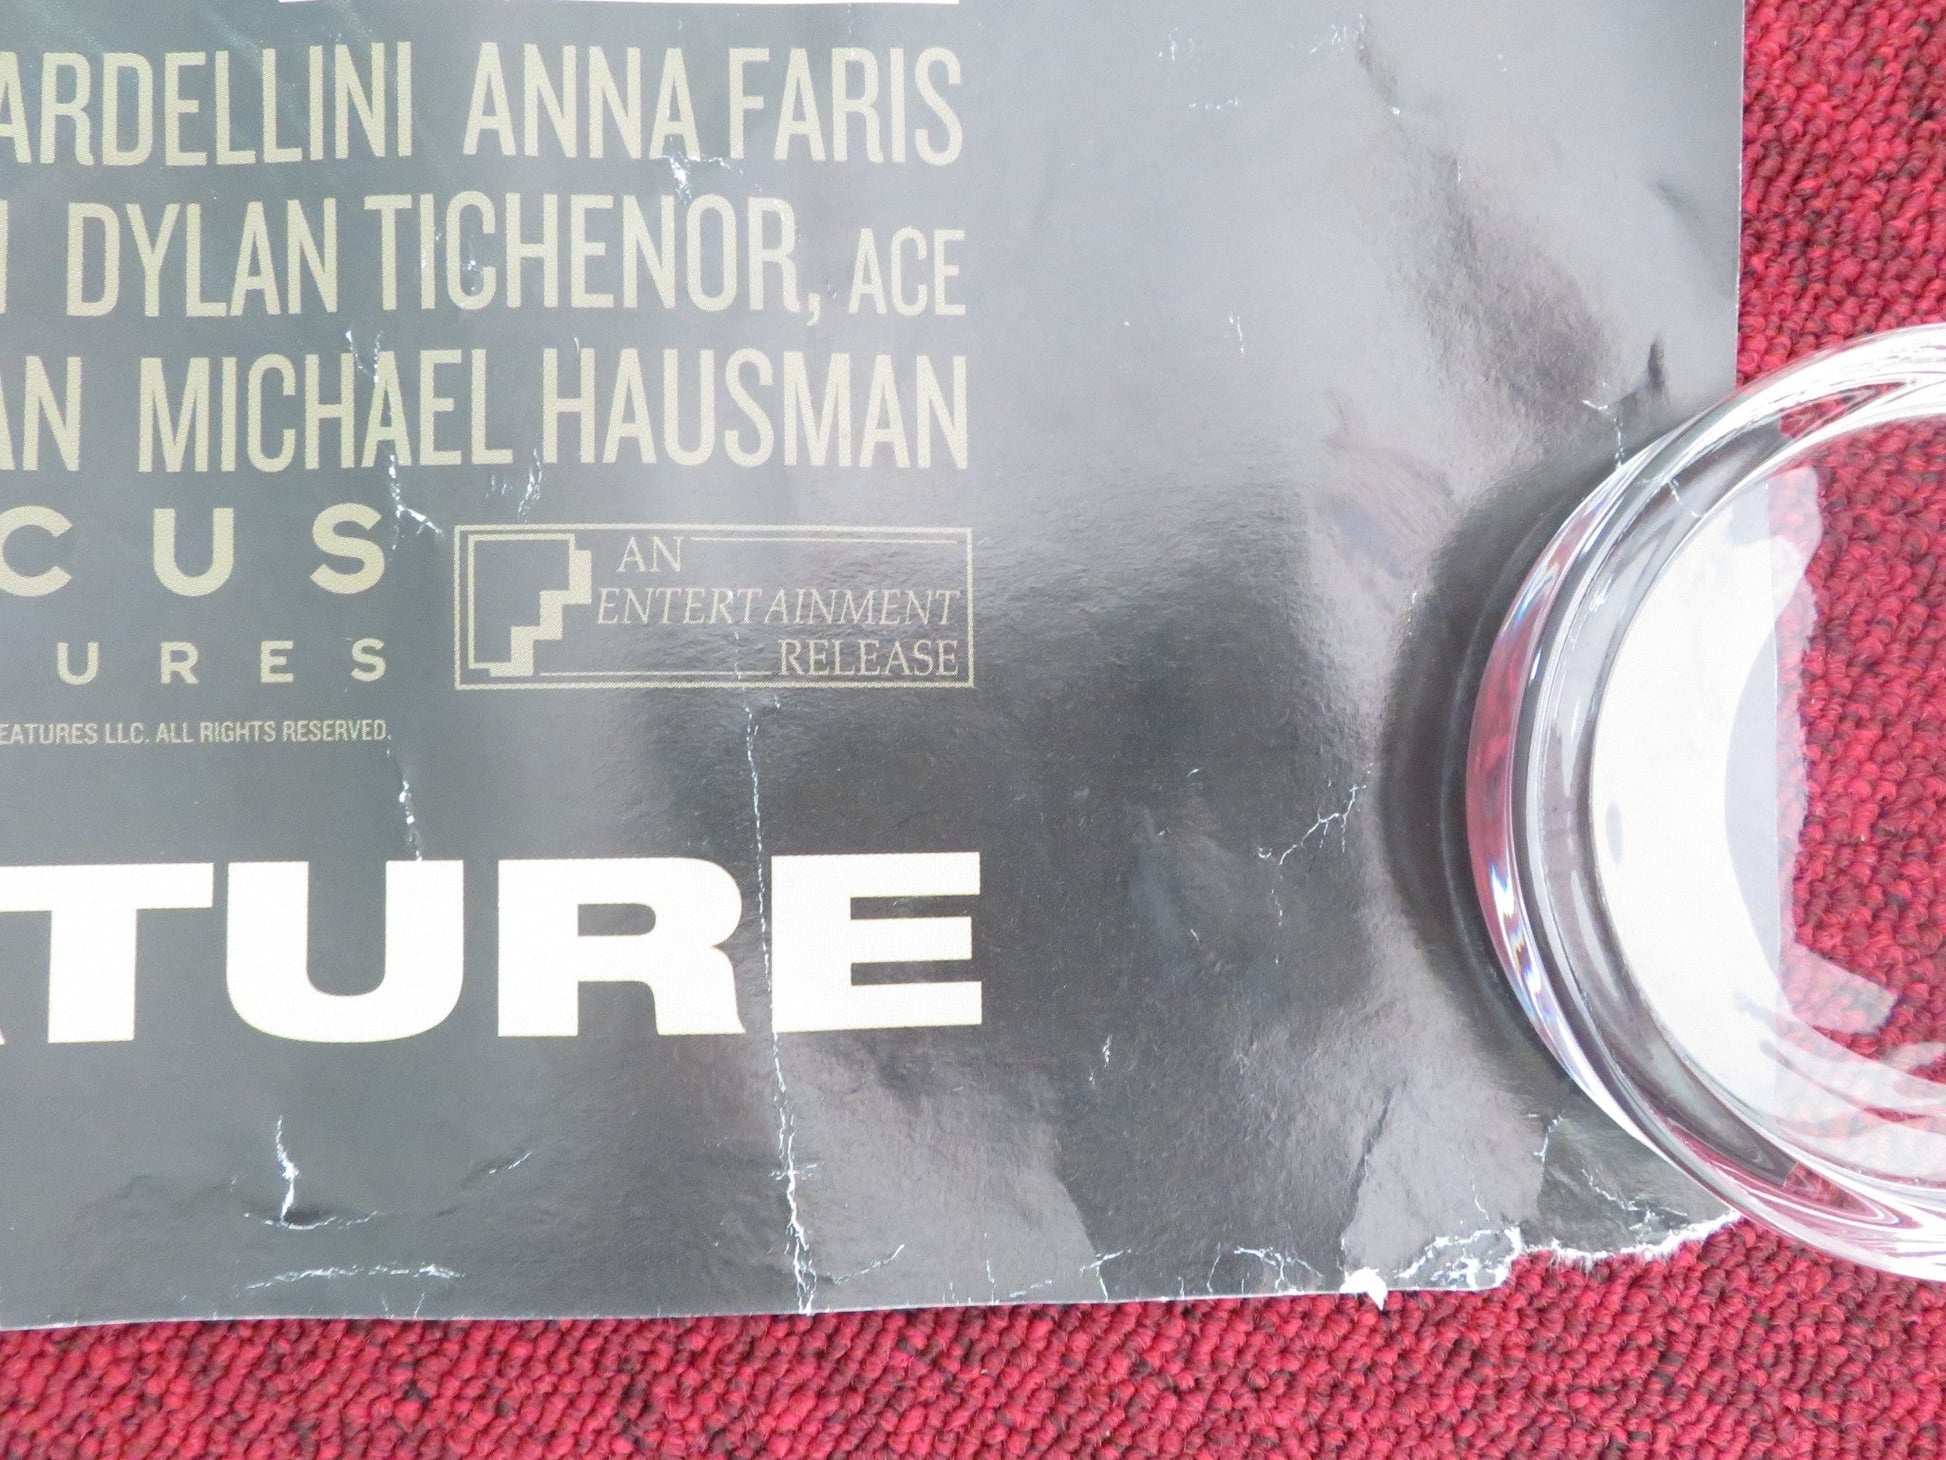 ARDELLINI ANNA FARIS
DYLAN TICHENOR, ACE
AN MICHAEL HAUSMAN
CUS
URES
AN
ENTERTAINMENT
RELEASE
EATURES LLC. ALL RIGHTS RESERVED.
ATURE